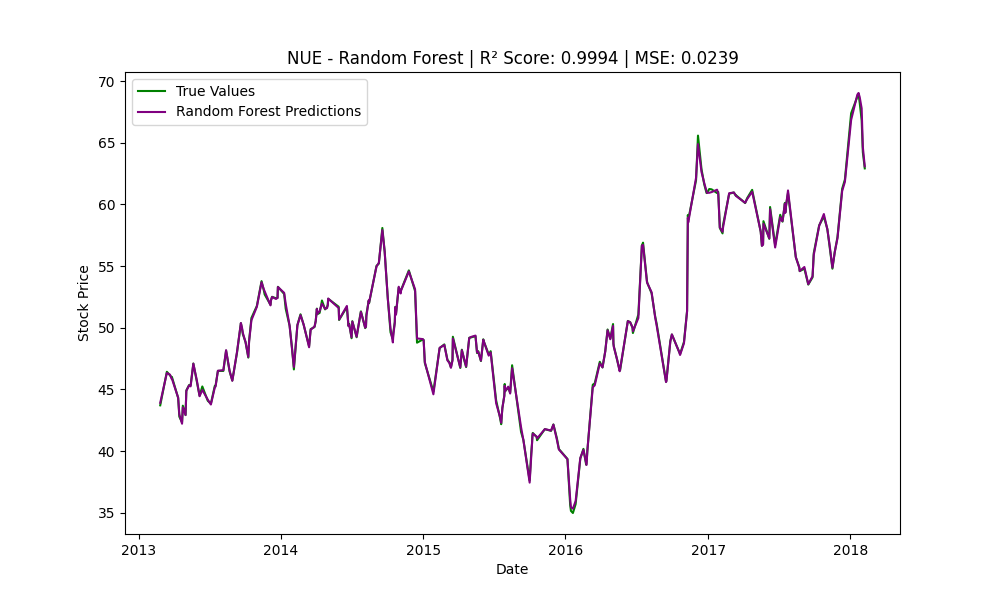 NUE - Random Forest | R² Score: 0.9994 | MSE: 0.0239
True Values
Random Forest Predictions
Stock Price
70
65
60
55
50
45
40
35
2013
2014
2015
2016
2017
2018
Date